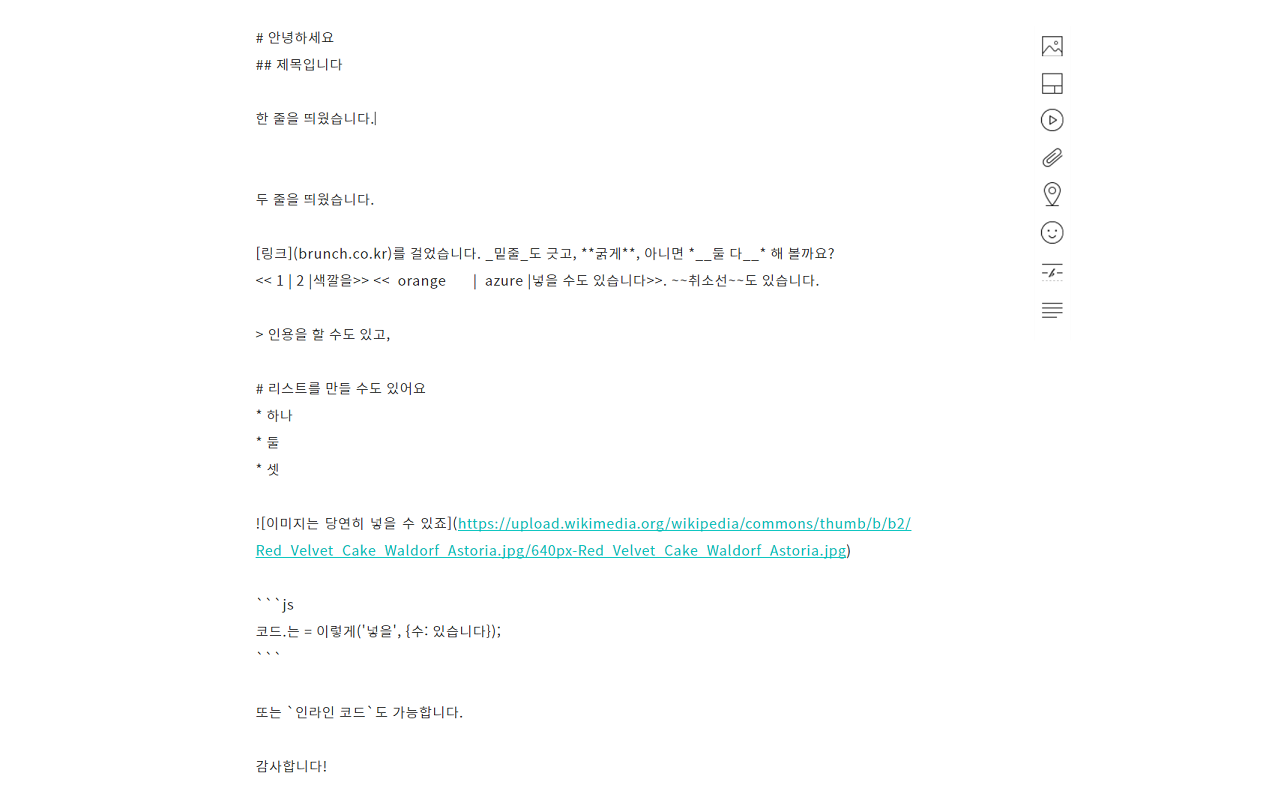 # 안녕하세요
## 제목입니다
한 줄을 띄웠습니다.
두 줄을 띄웠습니다.
[링크](brunch.co.kr)를 걸었습니다. _밑줄_도 긋고, **굵게**, 아니면 *__둘 다__* 해 볼까요?
<< 1 | 2 |색깔을>> <<  orange      |  azure |넣을 수도 있습니다>>. ~~취소선~~도 있습니다.
> 인용을 할 수도 있고,
# 리스트를 만들 수도 있어요
* 하나
* 둘
* 셋
![이미지는 당연히 넣을 수 있죠](https://upload.wikimedia.org/wikipedia/commons/thumb/b/b2/
Red_Velvet_Cake_Waldorf_Astoria.jpg/640px-Red_Velvet_Cake_Waldorf_Astoria.jpg)
```js
코드.는 = 이렇게('넣을', {수: 있습니다});
```
또는 `인라인 코드`도 가능합니다.
감사합니다!